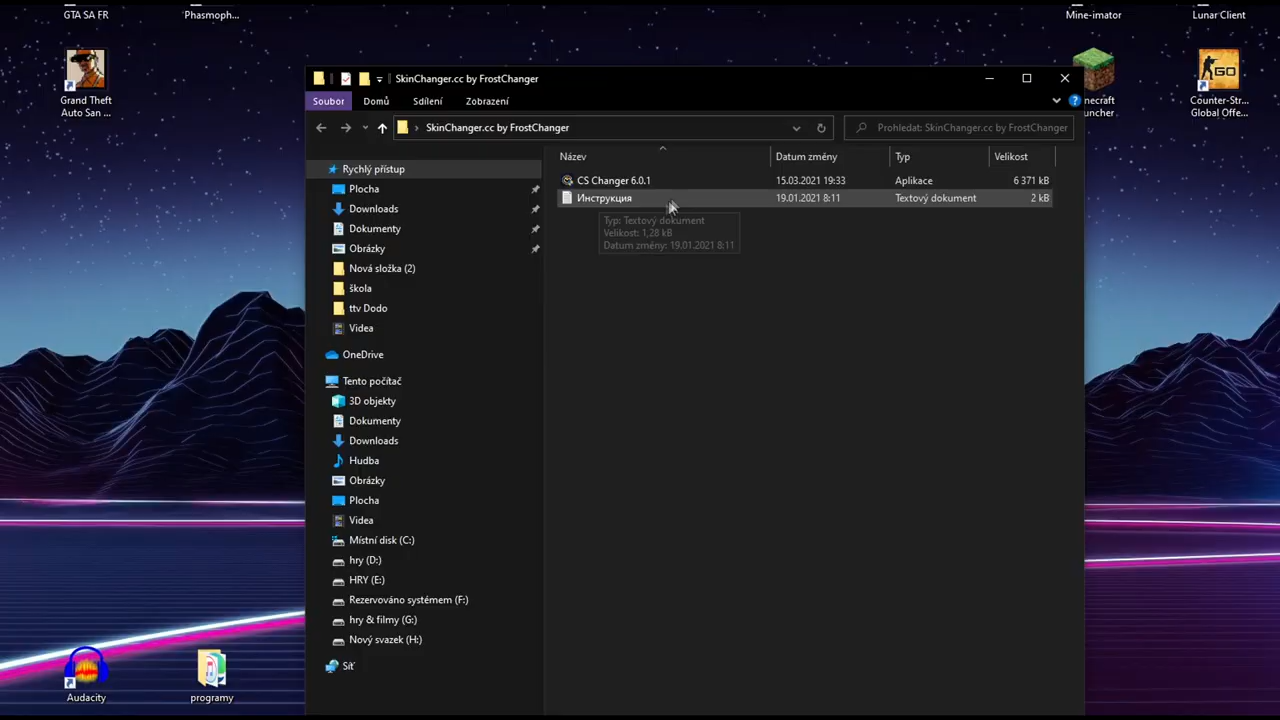 GTA SA FR
Phasmoph...
Mine-imator
Lunar Client
Grand Theft
Auto San ...
SkinChanger.cc by FrostChanger
GO
Counter-Str...
Global Offe...
Soubor
Domů
Sdílení
Zobrazení
SkinChanger.cc by FrostChanger
Prohledat: SkinChanger.cc by FrostChanger
Název
Datum změny
Typ
Velikost
Rychlý přístup
CS Changer 6.0.1
15.03.2021 19:33
Aplikace
6 371 kB
Инструкция
19.01.2021 8:11
Textový dokument
2 kB
Typ: Textový dokument
Velikost: 1,28 kB
Datum změny: 19.01.2021 8:11
Plocha
Downloads
Dokumenty
Obrázky
Nová složka (2)
škola
ttv Dodo
Videa
OneDrive
Tento počítač
3D objekty
Dokumenty
Downloads
Hudba
Obrázky
Plocha
Videa
Místní disk (C:)
hry (D:)
HRY (E:)
Rezervováno systémem (F:)
hry & filmy (G:)
Nový svazek (H:)
Síť
Audacity
programy